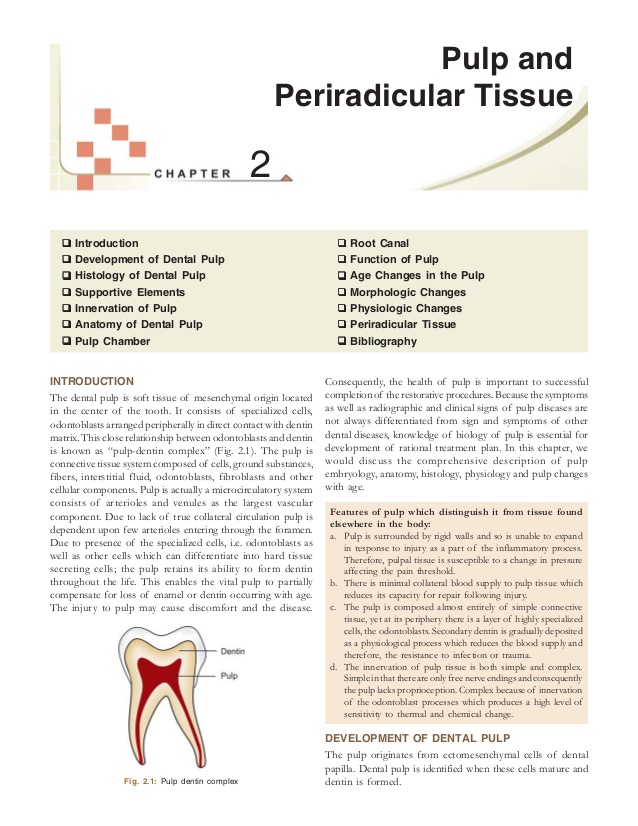 Pulp and
Periradicular Tissue
CHAPTER 2
❑ Introduction
❑ Development of Dental Pulp
❑ Histology of Dental Pulp
❑ Supportive Elements
❑ Innervation of Pulp
❑ Anatomy of Dental Pulp
❑ Pulp Chamber
❑ Root Canal
❑ Function of Pulp
❑ Age Changes in the Pulp
❑ Morphologic Changes
❑ Physiologic Changes
❑ Periradicular Tissue
❑ Bibliography
INTRODUCTION
The dental pulp is soft tissue of mesenchymal origin located
in the center of the tooth. It consists of specialized cells,
odontoblasts arranged peripherally in direct contact with dentin
matrix. This close relationship between odontoblasts and dentin
is known as “pulp-dentin complex” (Fig. 2.1). The pulp is
connective tissue system composed of cells, ground substances,
fibers, interstitial fluid, odontoblasts, fibroblasts and other
cellular components. Pulp is actually a microcirculatory system
consists of arterioles and venules as the largest vascular
component. Due to lack of true collateral circulation pulp is
dependent upon few arterioles entering through the foramen.
Due to presence of the specialized cells, i.e. odontoblasts as
well as other cells which can differentiate into hard tissue
secreting cells; the pulp retains its ability to form dentin
throughout the life. This enables the vital pulp to partially
compensate for loss of enamel or dentin occurring with age.
The injury to pulp may cause discomfort and the disease.
Dentin
Pulp
Fig. 2.1: Pulp dentin complex
Consequently, the health of pulp is important to successful
completion of the restorative procedures. Because the symptoms
as well as radiographic and clinical signs of pulp diseases are
not always differentiated from sign and symptoms of other
dental diseases, knowledge of biology of pulp is essential for
development of rational treatment plan. In this chapter, we
would discuss the comprehensive description of pulp
embryology, anatomy, histology, physiology and pulp changes
with age.
Features of pulp which distinguish it from tissue found
elsewhere in the body:
a. Pulp is surrounded by rigid walls and so is unable to expand
in response to injury as a part of the inflammatory process.
Therefore, pulpal tissue is susceptible to a change in pressure
affecting the pain threshold.
b. There is minimal collateral blood supply to pulp tissue which
reduces its capacity for repair following injury.
c. The pulp is composed almost entirely of simple connective
tissue, yet at its periphery there is a layer of highly specialized
cells, the odontoblasts. Secondary dentin is gradually deposited
as a physiological process which reduces the blood supply and
therefore, the resistance to infection or trauma.
d. The innervation of pulp tissue is both simple and complex.
Simple in that there are only free nerve endings and consequently
the pulp lacks proprioception. Complex because of innervation
of the odontoblast processes which produces a high level of
sensitivity to thermal and chemical change.
DEVELOPMENT OF DENTAL PULP
The pulp originates from ectomesenchymal cells of dental
papilla. Dental pulp is identified when these cells mature and
dentin is formed.